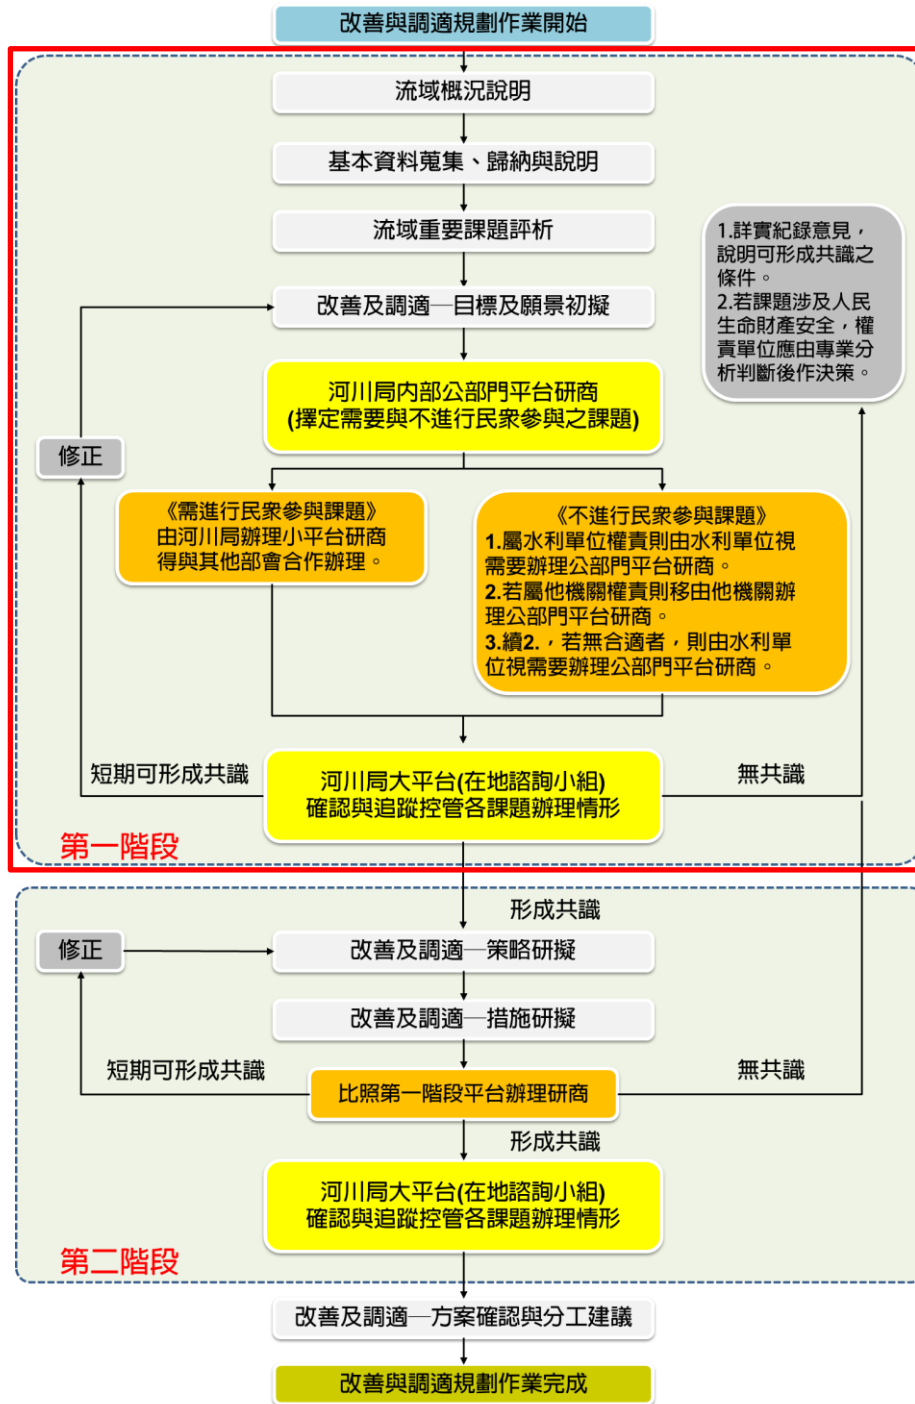 改善與調適規劃作業開始
流域概況說明
基本資料蒐集、歸納與說明
流域重要課題評析
改善及調適─目標及願景初擬
1.詳實紀錄意見，
說明可形成共識之
條件。
2.若課題涉及人民
生命財產安全，權
責單位應由專業分
析判斷後作決策。
河川局內部公部門平台研商
(擇定需要與不進行民眾參與之課題)
修正
《需進行民眾參與課題》
由河川局辦理小平台研商
得與其他部會合作辦理。
《不進行民眾參與課題》
1.屬水利單位權責則由水利單位視
需要辦理公部門平台研商。
2.若屬他機關權責則移由他機關辦
理公部門平台研商。
3.續2.，若無合適者，則由水利單
位視需要辦理公部門平台研商。
短期可形成共識
河川局大平台(在地諮詢小組)
確認與追蹤控管各課題辦理情形
無共識
第一階段
形成共識
修正
改善及調適─策略研擬
改善及調適─措施研擬
短期可形成共識
無共識
比照第一階段平台辦理研商
形成共識
河川局大平台(在地諮詢小組)
確認與追蹤控管各課題辦理情形
第二階段
改善及調適─方案確認與分工建議
改善與調適規劃作業完成